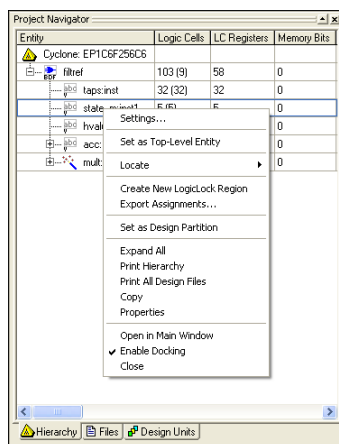 Project Navigator
Entity Logic Cells LC Registers Memory Bits
Cyclone: EP1C6F256C6
filtref 103 (9) 58 0
taps:inst 32 (32) 32 0
0
0
acc: 0
mult: 0
Settings...
Set as Top-Level Entity
Locate
Create New LogicLock Region
Export Assignments...
Set as Design Partition
Expand All
Print Hierarchy
Print All Design Files
Copy
Properties
Open in Main Window
Enable Docking
Close
Hierarchy Files Design Units